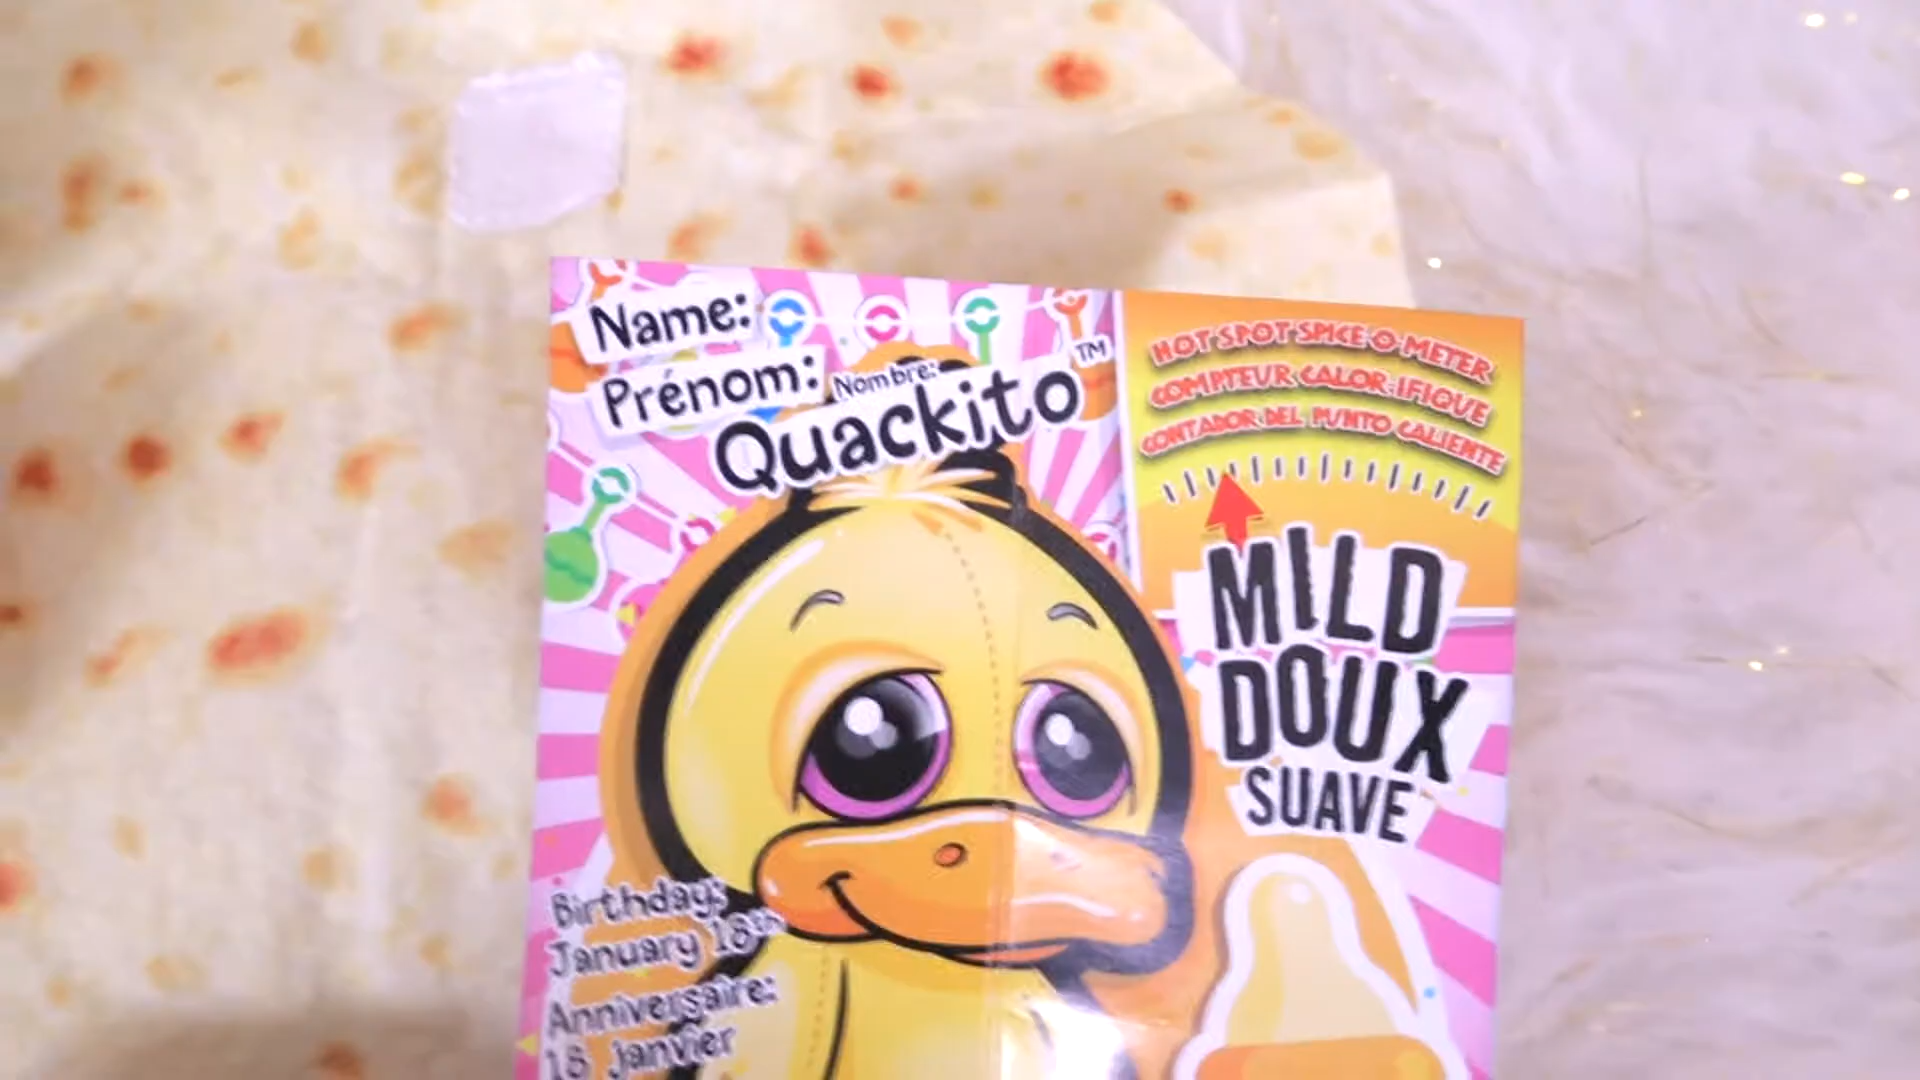 Name:
Prénom: Nombre:
Quackito™
HOT SPOT SPICE-O-METER
COMPTEUR CALOR-IFIQUE
CONTADOR DEL PUNTO CALIENTE
MILD
DOUX
SUAVE
Birthday:
January 18th
Anniversaire:
18 janvier